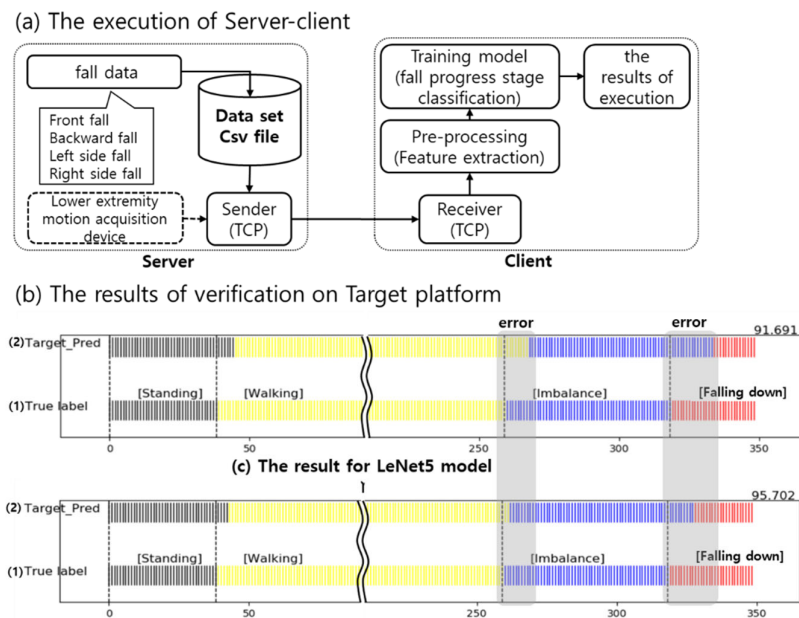 (a) The execution of Server-client
fall data
Front fall
Backward fall
Left side fall
Right side fall
Data set
Csv file
Lower extremity
motion acquisition
device
Sender
(TCP)
Server
Training model
(fall progress stage
classification)
the
results of
execution
Pre-processing
(Feature extraction)
Receiver
(TCP)
Client
(b) The results of verification on Target platform
error
error
91.691
(2)Target_Pred
[Standing]
[Walking]
[Imbalance]
[Falling down]
(1)True label
0
50
250
300
350
(c) The result for LeNet5 model
95.702
(2)Target_Pred
[Standing]
[Walking]
[Imbalance]
[Falling down]
(1)True label
0
50
250
300
350